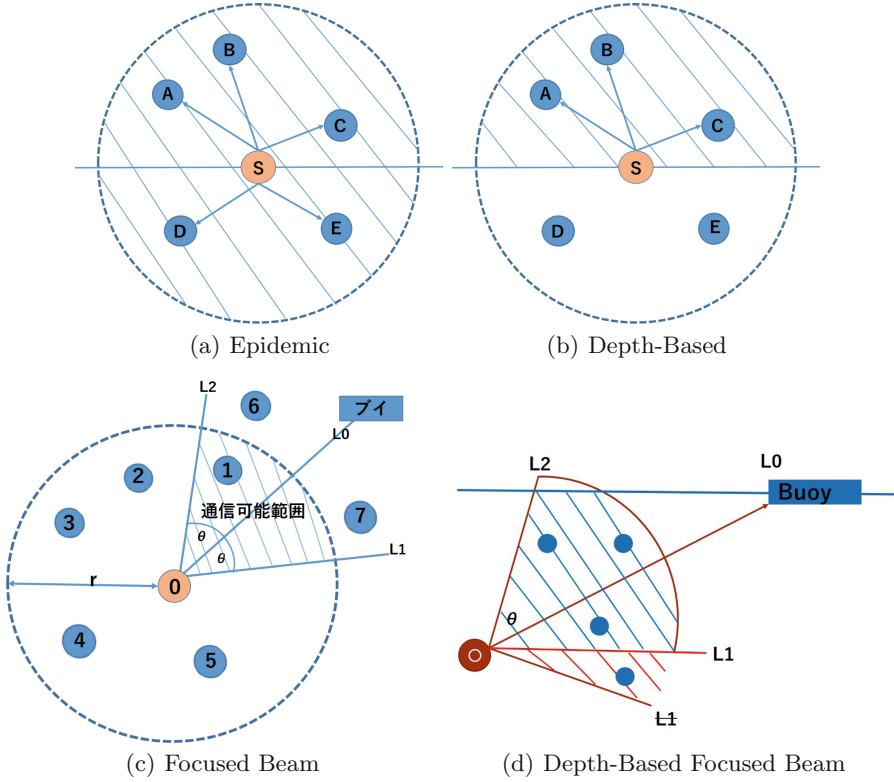 B
A
C
S
D
E
B
A
C
S
D
E
(a) Epidemic
(b) Depth-Based
L2
6
ブイ
L0
1
2
通信可能範囲
3
7
θ
θ
L1
r
0
4
5
L2
L0
Buoy
θ
L1
L1
(c) Focused Beam
(d) Depth-Based Focused Beam